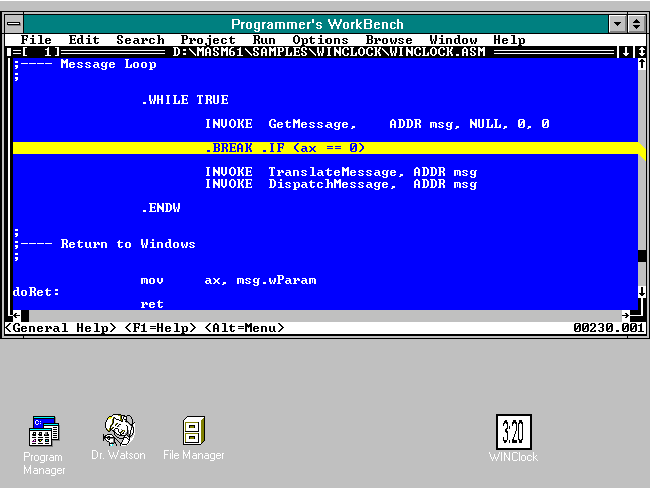 Programmer's WorkBench
File Edit Search Project Run Options Browse Window Help
[ 1] D:\MASM61\SAMPLES\WINCLOCK\WINCLOCK.ASM
;---- Message Loop
;
.WHILE TRUE
INVOKE GetMessage, ADDR msg, NULL, 0, 0
.BREAK .IF (ax == 0)
INVOKE TranslateMessage, ADDR msg
INVOKE DispatchMessage, ADDR msg
.ENDW
;
;---- Return to Windows
;
mov ax, msg.wParam
doRet:
ret
<General Help> <F1=Help> <Alt=Menu> 00230.001
C:\
3:20
Program Manager
Dr. Watson
File Manager
WINClock